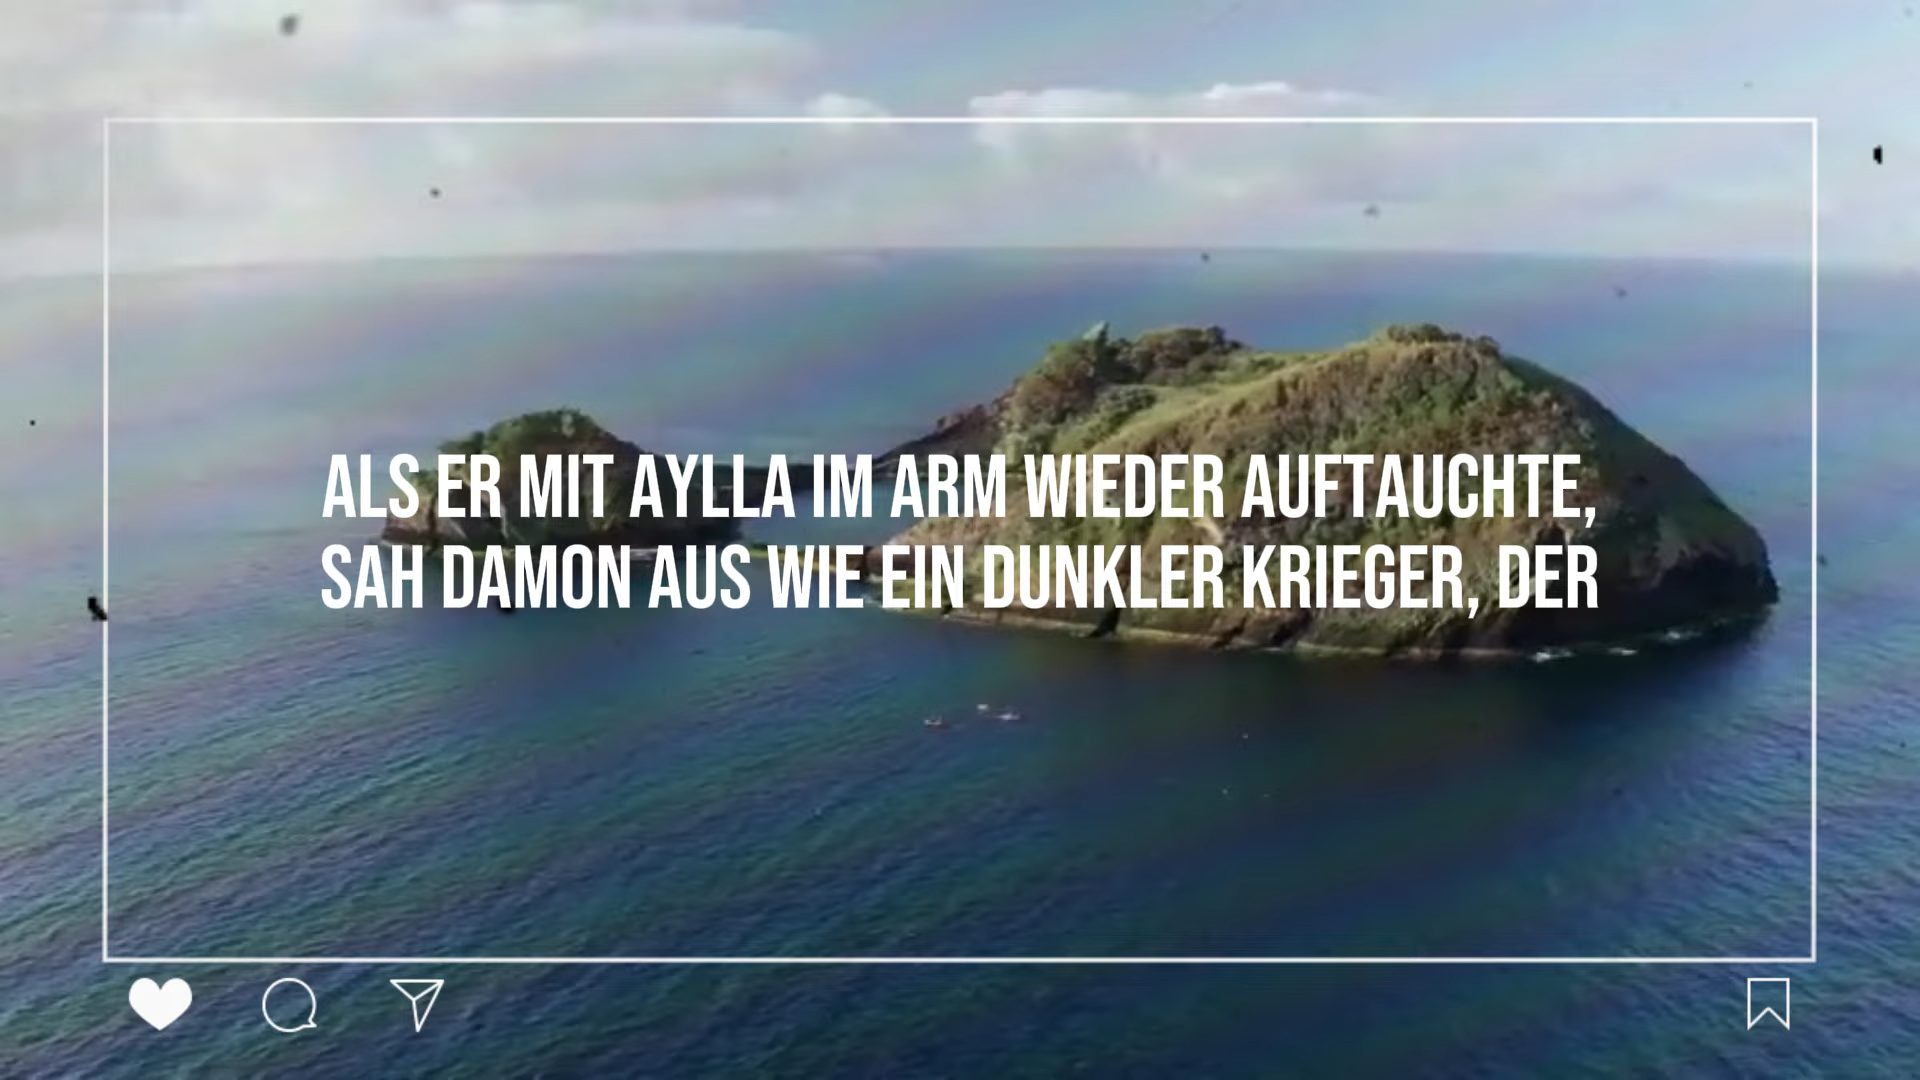 ALS ER MIT AYLLA IM ARM WIEDER AUFTAUCHTE,
SAH DAMON AUS WIE EIN DUNKLER KRIEGER, DER